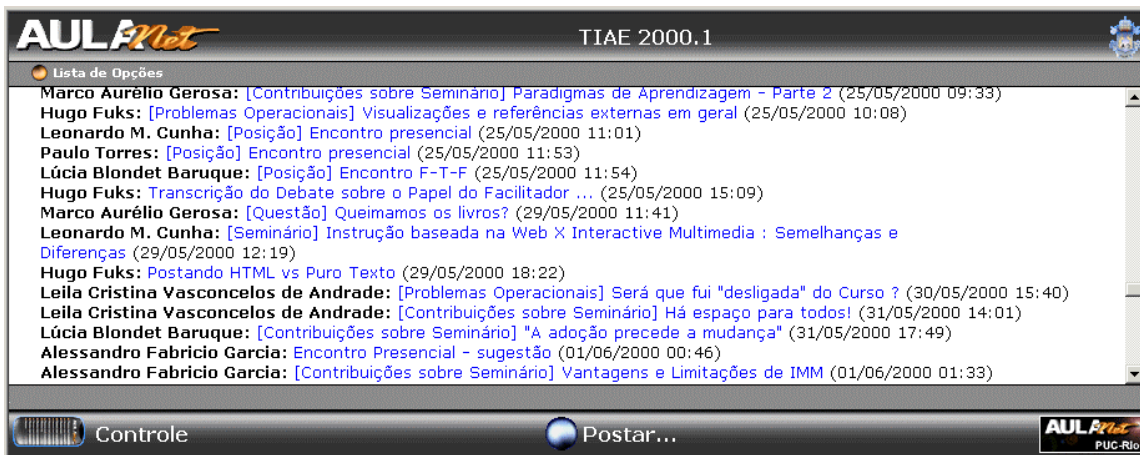 AULANet
TIAE 2000.1
Lista de Opções
Marco Aurélio Gerosa: [Contribuições sobre Seminário] Paradigmas de Aprendizagem - Parte 2 (25/05/2000 09:33)
Hugo Fuks: [Problemas Operacionais] Visualizações e referências externas em geral (25/05/2000 10:08)
Leonardo M. Cunha: [Posição] Encontro presencial (25/05/2000 11:01)
Paulo Torres: [Posição] Encontro presencial (25/05/2000 11:53)
Lúcia Blondet Baruque: [Posição] Encontro F-T-F (25/05/2000 11:54)
Hugo Fuks: Transcrição do Debate sobre o Papel do Facilitador ... (25/05/2000 15:09)
Marco Aurélio Gerosa: [Questão] Queimamos os livros? (29/05/2000 11:41)
Leonardo M. Cunha: [Seminário] Instrução baseada na Web X Interactive Multimedia : Semelhanças e
Diferenças (29/05/2000 12:19)
Hugo Fuks: Postando HTML vs Puro Texto (29/05/2000 18:22)
Leila Cristina Vasconcelos de Andrade: [Problemas Operacionais] Será que fui "desligada" do Curso ? (30/05/2000 15:40)
Leila Cristina Vasconcelos de Andrade: [Contribuições sobre Seminário] Há espaço para todos! (31/05/2000 14:01)
Lúcia Blondet Baruque: [Contribuições sobre Seminário] "A adoção precede a mudança" (31/05/2000 17:49)
Alessandro Fabricio Garcia: Encontro Presencial - sugestão (01/06/2000 00:46)
Alessandro Fabricio Garcia: [Contribuições sobre Seminário] Vantagens e Limitações de IMM (01/06/2000 01:33)
Controle
Postar...
AULANet
PUC-Rio